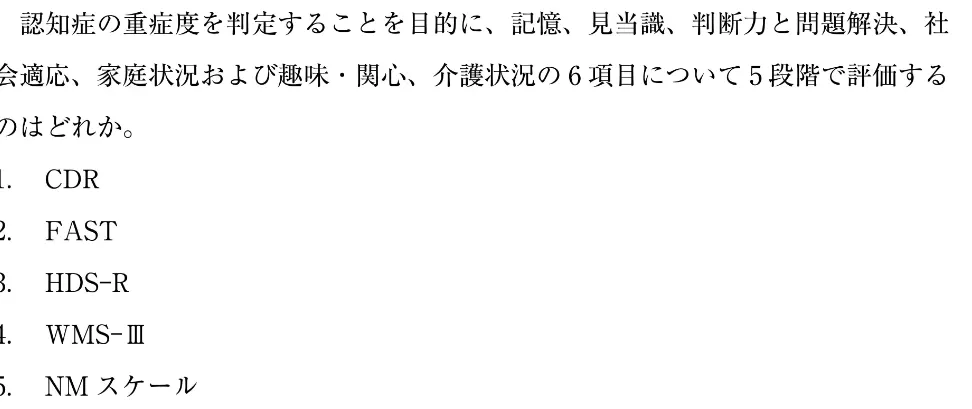 認知症の重症度を判定することを目的に、記憶、見当識、判断力と問題解決、社
会適応、家庭状況および趣味・関心、介護状況の6項目について5段階で評価する
のはどれか。
1. CDR
2. FAST
3. HDS-R
4. WMS-Ⅲ
5. NMスケール